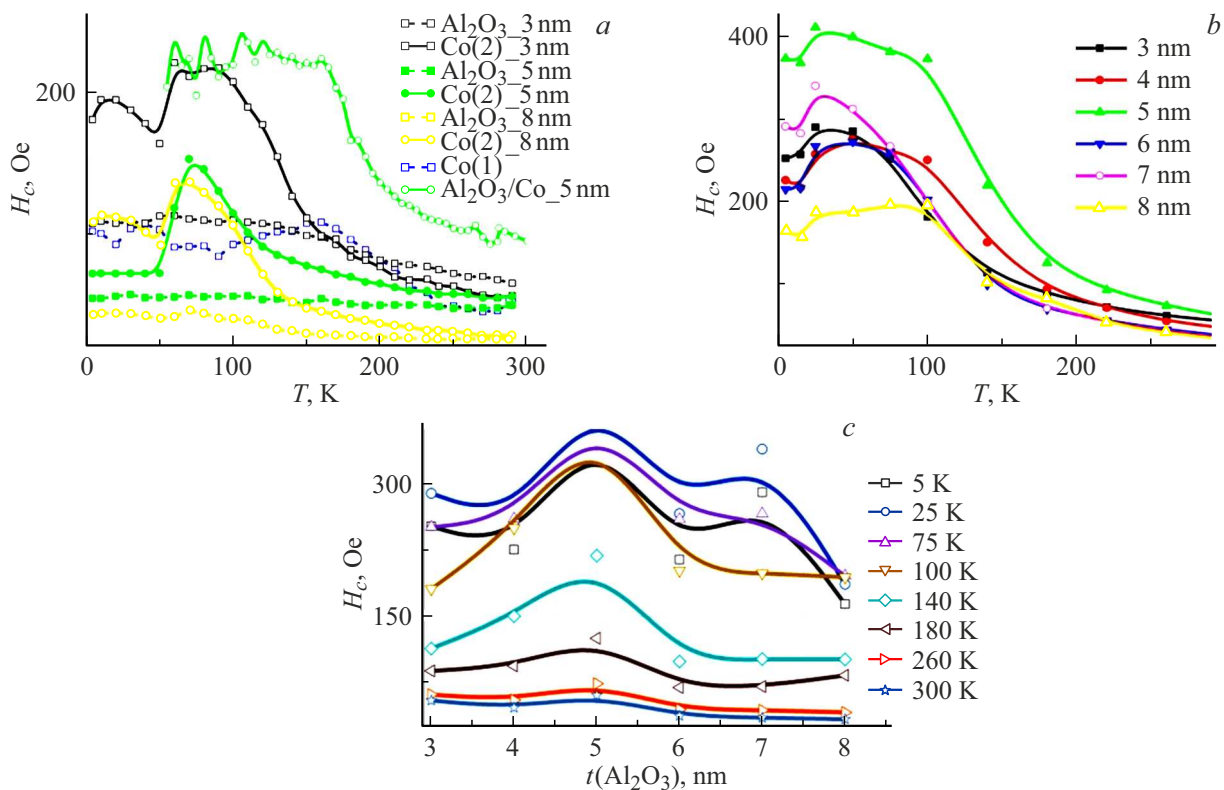 a
Al₂O₃_3 nm
Co(2)_3 nm
Al₂O₃_5 nm
Co(2)_5 nm
Al₂O₃_8 nm
Co(2)_8 nm
Co(1)_
Al₂O₃/Co_5 nm
200
H_c, Oe
0 100 200 300
T, K
b
3 nm
4 nm
5 nm
6 nm
7 nm
8 nm
400
200
H_c, Oe
0 100 200
T, K
c
5 K
25 K
75 K
100 K
140 K
180 K
260 K
300 K
300
150
H_c, Oe
3 4 5 6 7 8
t(Al₂O₃), nm